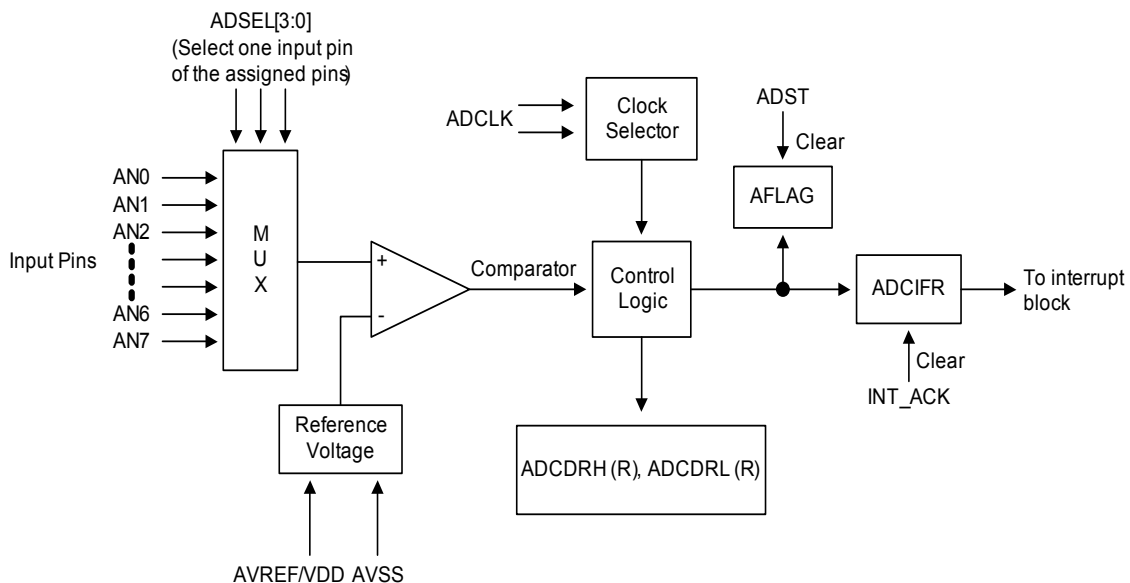 ADSEL[3:0]
(Select one input pin
of the assigned pins)
ADCLK
Clock
Selector
ADST
Clear
AFLAG
AN0
AN1
AN2
Input Pins
AN6
AN7
M
U
X
+
-
Comparator
Control
Logic
ADCIFR
To interrupt
block
Clear
INT_ACK
Reference
Voltage
ADCDRH (R), ADCDRL (R)
AVREF/VDD AVSS